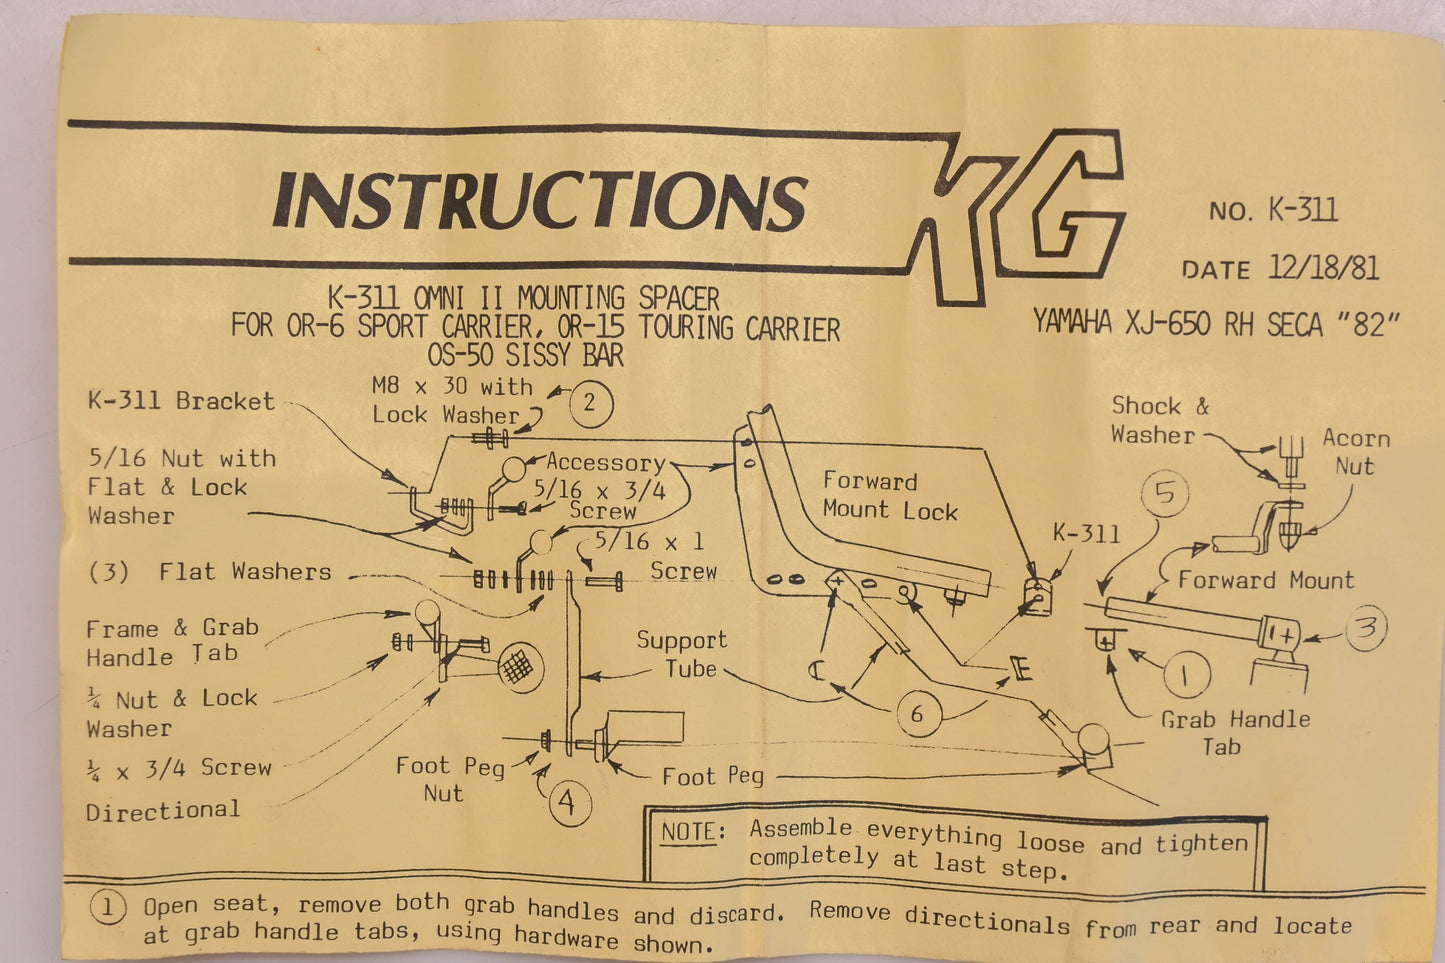 INSTRUCTIONS
KG
NO. K-311
DATE 12/18/81
K-311 OMNI II MOUNTING SPACER
FOR OR-6 SPORT CARRIER, OR-15 TOURING CARRIER
OS-50 SISSY BAR
YAMAHA XJ-650 RH SECA "82"
K-311 Bracket
M8 x 30 with
Lock Washer
2
5/16 Nut with
Flat & Lock
Washer
Accessory
5/16 x 3/4
Screw
5/16 x 1
Screw
(3) Flat Washers
Frame & Grab
Handle Tab
¼ Nut & Lock
Washer
¼ x 3/4 Screw
Directional
Support
Tube
Foot Peg
Nut
4
Foot Peg
Forward
Mount Lock
C
E
6
K-311
Shock &
Washer
Acorn
Nut
5
Forward Mount
3
1
Grab Handle
Tab
NOTE: Assemble everything loose and tighten
completely at last step.
1 Open seat, remove both grab handles and discard. Remove directionals from rear and locate
at grab handle tabs, using hardware shown.